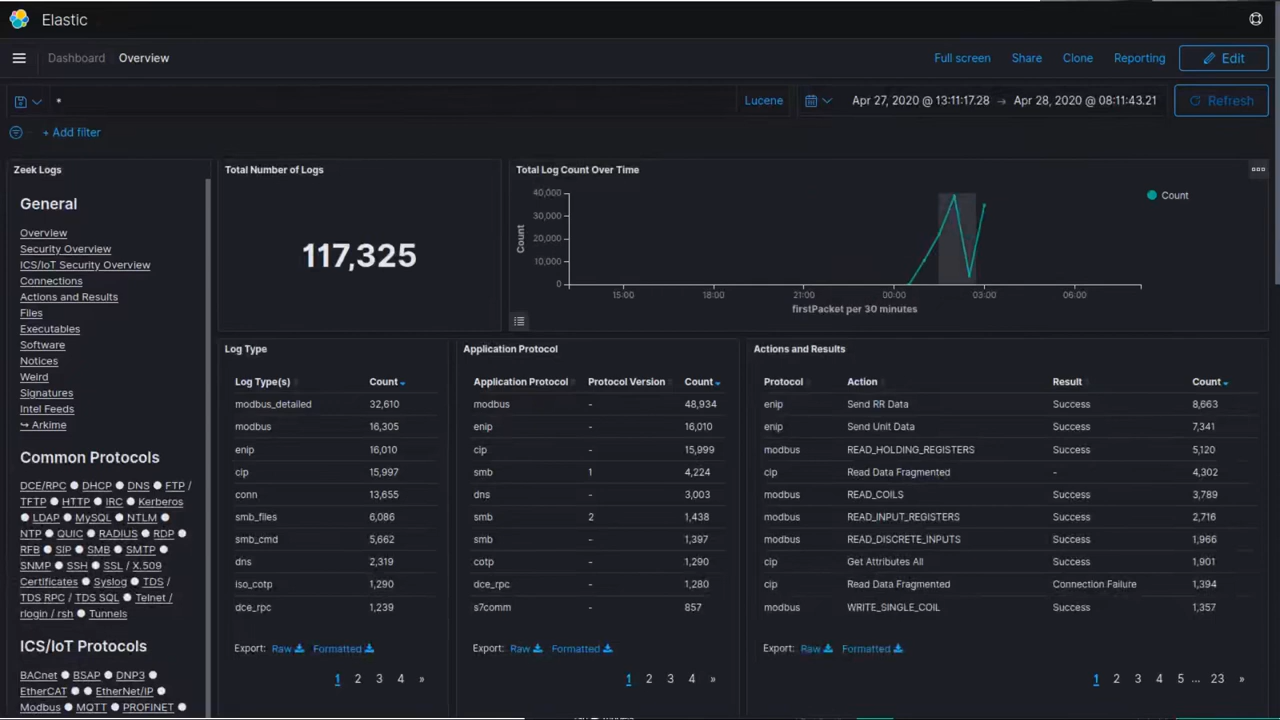 Elastic
Dashboard Overview Full screen Share Clone Reporting Edit
* Lucene Apr 27, 2020 @ 13:11:17.28 → Apr 28, 2020 @ 08:11:43.21 Refresh
+ Add filter
Zeek Logs
General
Overview
Security Overview
ICS/IoT Security Overview
Connections
Actions and Results
Files
Executables
Software
Notices
Weird
Signatures
Intel Feeds
↪ Arkime
Common Protocols
DCE/RPC ● DHCP ● DNS ● FTP /
TFTP ● HTTP ● IRC ● Kerberos
● LDAP ● MySQL ● NTLM ●
NTP ● QUIC ● RADIUS ● RDP ●
RFB ● SIP ● SMB ● SMTP ●
SNMP ● SSH ● SSL / X.509
Certificates ● Syslog ● TDS /
TDS RPC / TDS SQL ● Telnet /
rlogin / rsh ● Tunnels
ICS/IoT Protocols
BACnet ● BSAP ● DNP3 ●
EtherCAT ● ● EtherNet/IP ●
Modbus ● MQTT ● PROFINET ●
Total Number of Logs
117,325
Total Log Count Over Time
40,000
30,000
20,000
10,000
0
Count
15:00 18:00 21:00 00:00 03:00 06:00
firstPacket per 30 minutes
Count
Log Type
Log Type(s) Count
modbus_detailed 32,610
modbus 16,305
enip 16,010
cip 15,997
conn 13,655
smb_files 6,086
smb_cmd 5,662
dns 2,319
iso_cotp 1,290
dce_rpc 1,239
Export: Raw Formatted
1 2 3 4 »
Application Protocol
Application Protocol Protocol Version Count
modbus - 48,934
enip - 16,010
cip - 15,999
smb 1 4,224
dns - 3,003
smb 2 1,438
smb - 1,397
cotp - 1,290
dce_rpc - 1,280
s7comm - 857
Export: Raw Formatted
1 2 3 4 »
Actions and Results
Protocol Action Result Count
enip Send RR Data Success 8,663
enip Send Unit Data Success 7,341
modbus READ_HOLDING_REGISTERS Success 5,120
cip Read Data Fragmented - 4,302
modbus READ_COILS Success 3,789
modbus READ_INPUT_REGISTERS Success 2,716
modbus READ_DISCRETE_INPUTS Success 1,966
cip Get Attributes All Success 1,901
cip Read Data Fragmented Connection Failure 1,394
modbus WRITE_SINGLE_COIL Success 1,357
Export: Raw Formatted
1 2 3 4 5 ... 23 »